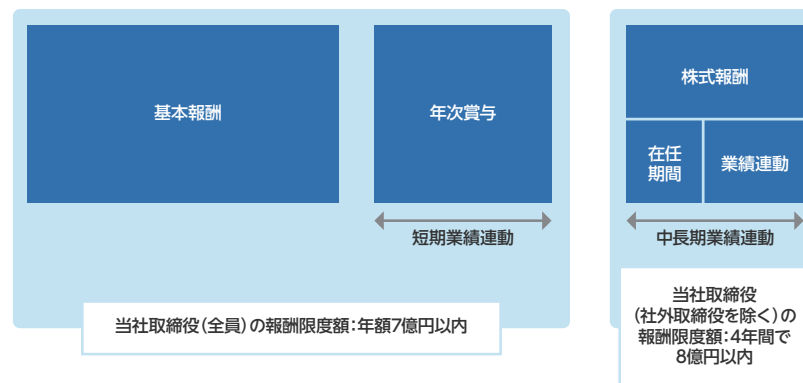 基本報酬
年次賞与
短期業績連動
当社取締役(全員)の報酬限度額:年額7億円以内
株式報酬
在任
期間
業績連動
中長期業績連動
当社取締役
(社外取締役を除く)の
報酬限度額:4年間で
8億円以内